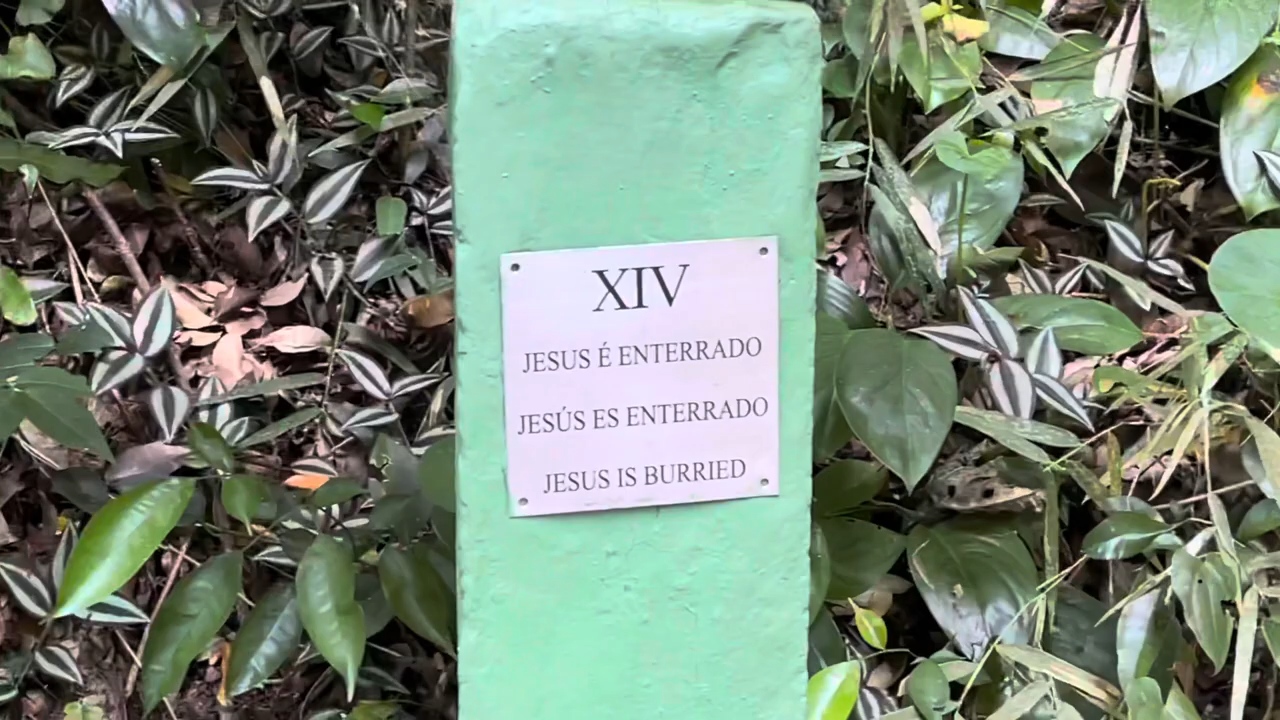 XIV
JESUS É ENTERRADO
JESÚS ES ENTERRADO
JESUS IS BURRIED